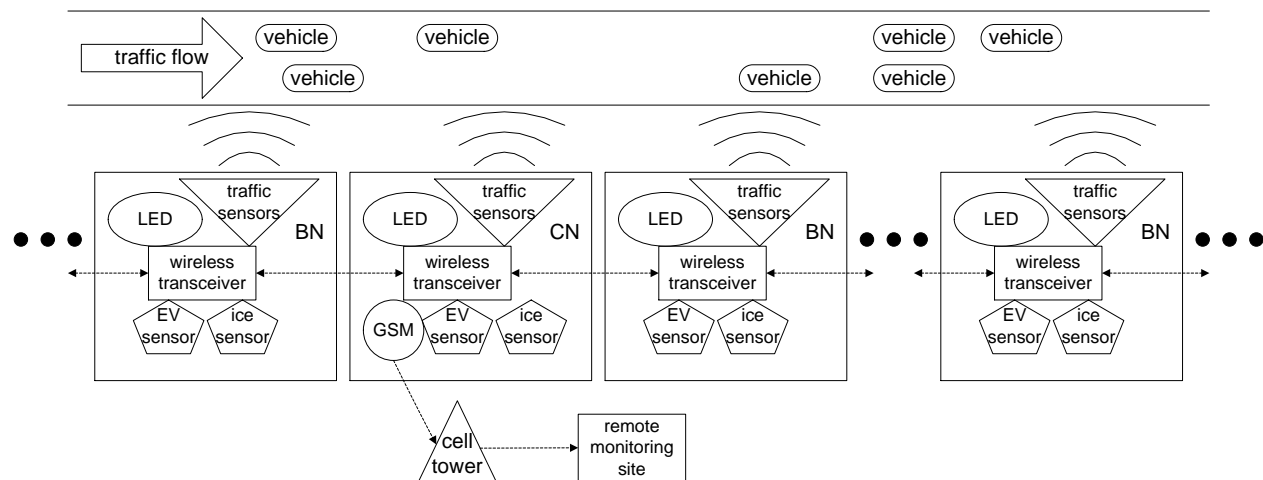 vehicle
vehicle
vehicle
vehicle
traffic flow
vehicle
vehicle
vehicle
traffic
sensors
LED
BN
wireless
transceiver
EV
sensor
ice
sensor
traffic
sensors
LED
CN
wireless
transceiver
GSM
EV
sensor
ice
sensor
traffic
sensors
LED
BN
wireless
transceiver
EV
sensor
ice
sensor
traffic
sensors
LED
BN
wireless
transceiver
EV
sensor
ice
sensor
cell
tower
remote
monitoring
site